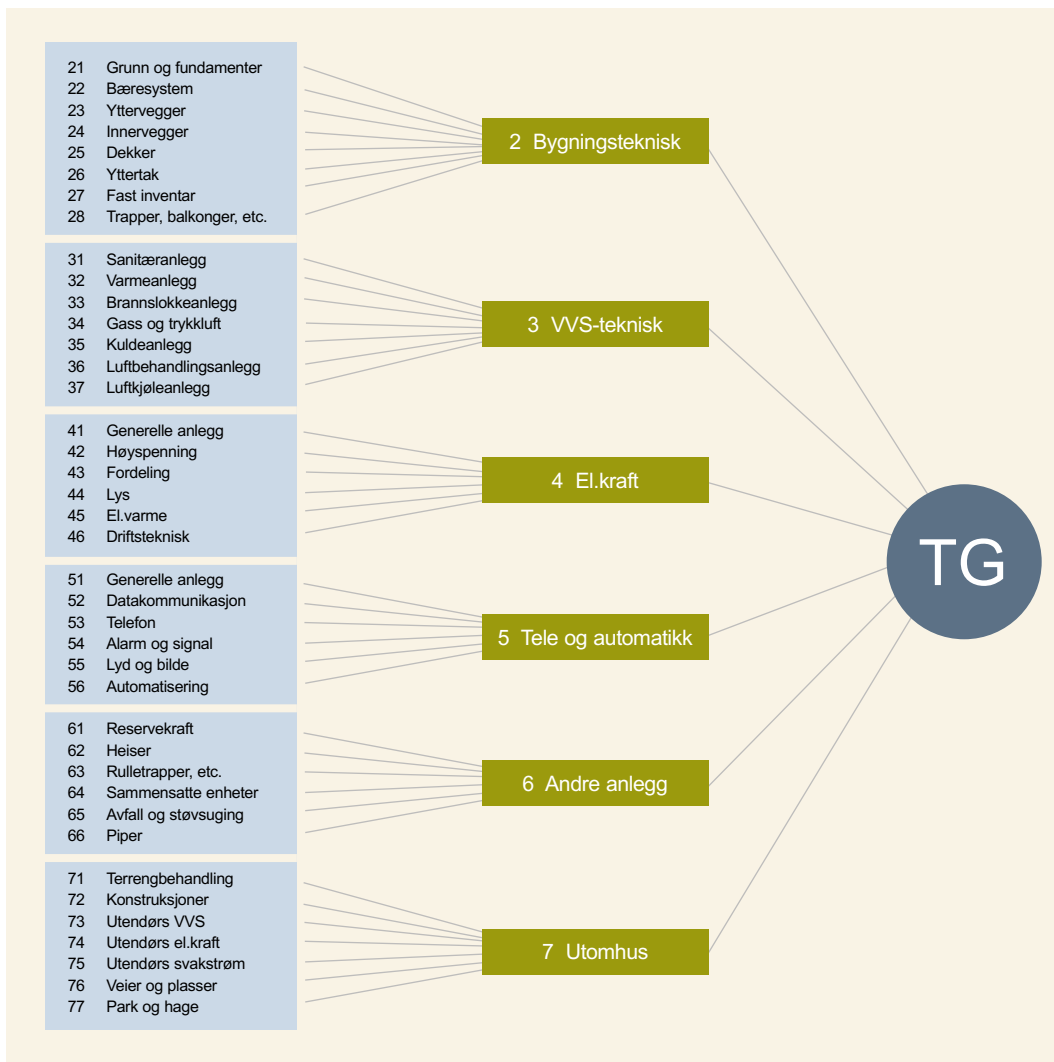 21 Grunn og fundamenter
22 Bæresystem
23 Yttervegger
24 Innervegger
25 Dekker
26 Yttertak
27 Fast inventar
28 Trapper, balkonger, etc.
2 Bygningsteknisk
31 Sanitæranlegg
32 Varmeanlegg
33 Brannslokkeanlegg
34 Gass og trykkluft
35 Kuldeanlegg
36 Luftbehandlingsanlegg
37 Luftkjøleanlegg
3 VVS-teknisk
41 Generelle anlegg
42 Høyspenning
43 Fordeling
44 Lys
45 El.varme
46 Driftsteknisk
4 El.kraft
51 Generelle anlegg
52 Datakommunikasjon
53 Telefon
54 Alarm og signal
55 Lyd og bilde
56 Automatisering
5 Tele og automatikk
61 Reservekraft
62 Heiser
63 Rulletrapper, etc.
64 Sammensatte enheter
65 Avfall og støvsuging
66 Piper
6 Andre anlegg
71 Terrengbehandling
72 Konstruksjoner
73 Utendørs VVS
74 Utendørs el.kraft
75 Utendørs svakstrøm
76 Veier og plasser
77 Park og hage
7 Utomhus
TG